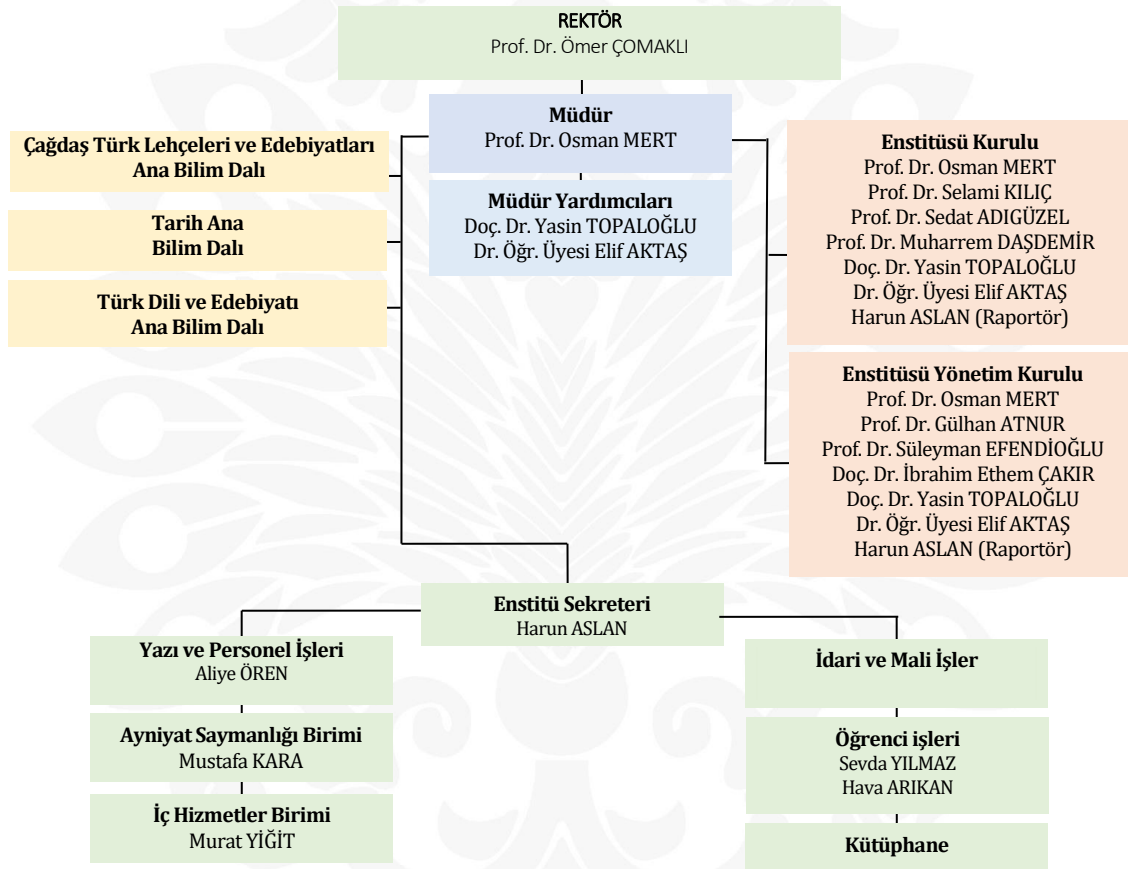 REKTÖR
Prof. Dr. Ömer ÇOMAKLI
Müdür
Prof. Dr. Osman MERT
Müdür Yardımcıları
Doç. Dr. Yasin TOPALOĞLU
Dr. Öğr. Üyesi Elif AKTAŞ
Çağdaş Türk Lehçeleri ve Edebiyatları
Ana Bilim Dalı
Tarih Ana
Bilim Dalı
Türk Dili ve Edebiyatı
Ana Bilim Dalı
Enstitüsü Kurulu
Prof. Dr. Osman MERT
Prof. Dr. Selami KILIÇ
Prof. Dr. Sedat ADIGÜZEL
Prof. Dr. Muharrem DAŞDEMİR
Doç. Dr. Yasin TOPALOĞLU
Dr. Öğr. Üyesi Elif AKTAŞ
Harun ASLAN (Raportör)
Enstitüsü Yönetim Kurulu
Prof. Dr. Osman MERT
Prof. Dr. Gülhan ATNUR
Prof. Dr. Süleyman EFENDİOĞLU
Doç. Dr. İbrahim Ethem ÇAKIR
Doç. Dr. Yasin TOPALOĞLU
Dr. Öğr. Üyesi Elif AKTAŞ
Harun ASLAN (Raportör)
Enstitü Sekreteri
Harun ASLAN
Yazı ve Personel İşleri
Aliye ÖREN
Ayniyat Saymanlığı Birimi
Mustafa KARA
İç Hizmetler Birimi
Murat YİĞİT
İdari ve Mali İşler
Öğrenci işleri
Sevda YILMAZ
Hava ARIKAN
Kütüphane